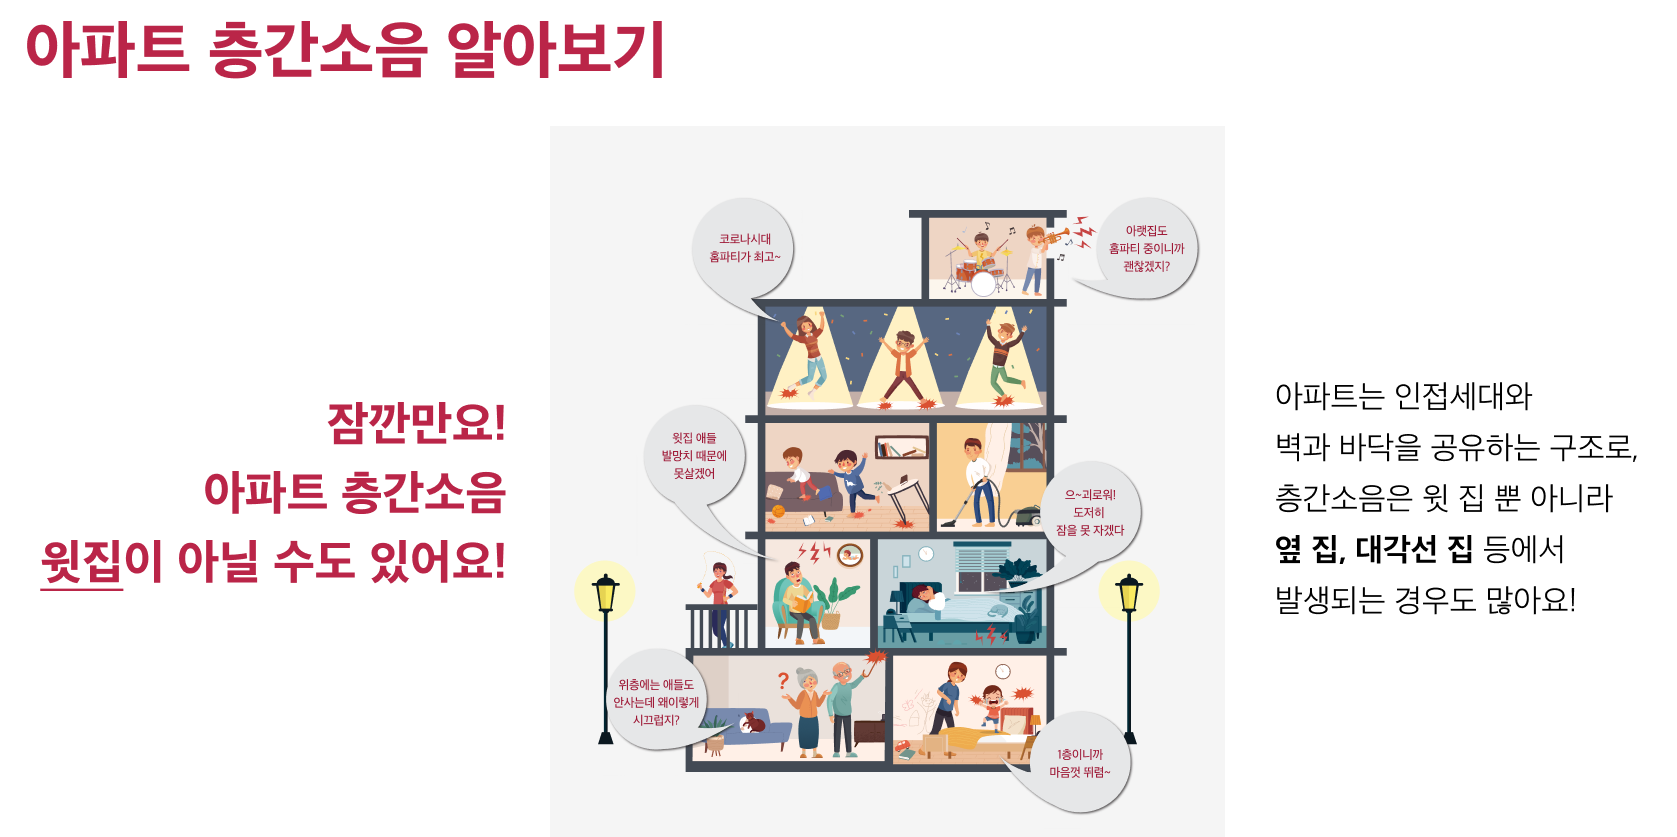 아파트 층간소음 알아보기
잠깐만요!
아파트 층간소음
윗집이 아닐 수도 있어요!
코로나시대
홈파티가 최고~
아랫집도
홈파티 중이니까
괜찮겠지?
윗집 애들
발망치 때문에
못살겠어
으~괴로워!
도저히
잠을 못 자겠다
위층에는 애들도
안사는데 왜이렇게
시끄럽지?
1층이니까
마음껏 뛰렴~
아파트는 인접세대와
벽과 바닥을 공유하는 구조로,
층간소음은 윗 집 뿐 아니라
옆 집, 대각선 집 등에서
발생되는 경우도 많아요!